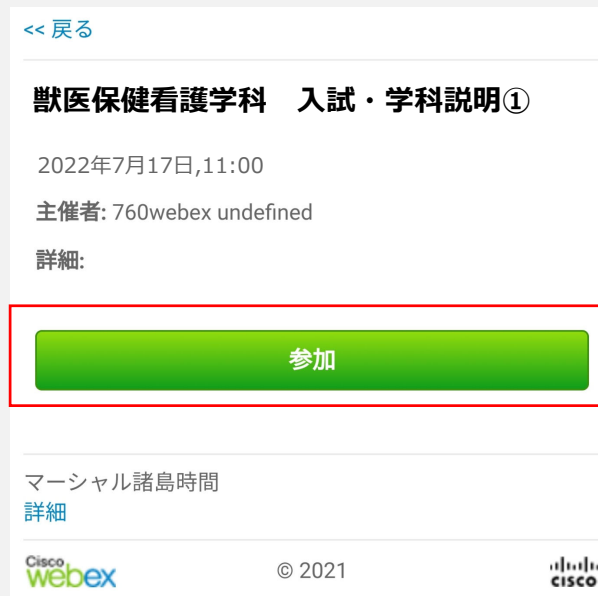 << 戻る
獣医保健看護学科　入試・学科説明①
2022年7月17日,11:00
主催者: 760webex undefined
詳細:
参加
マーシャル諸島時間
詳細
Cisco
webex
© 2021
cisco